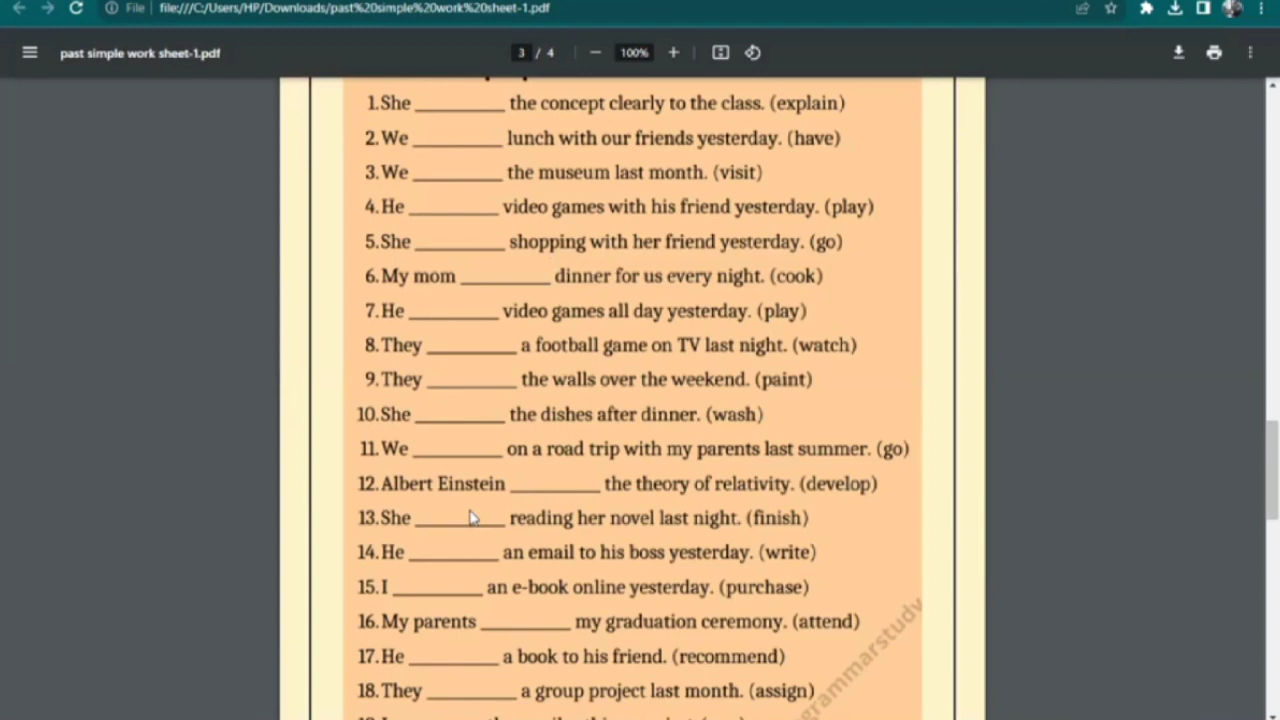 File
file:///C:/Users/HP/Downloads/past%20simple%20work%20sheet-1.pdf
past simple work sheet-1.pdf
3 / 4
100%
1. She _________ the concept clearly to the class. (explain)
2. We _________ lunch with our friends yesterday. (have)
3. We _________ the museum last month. (visit)
4. He _________ video games with his friend yesterday. (play)
5. She _________ shopping with her friend yesterday. (go)
6. My mom _________ dinner for us every night. (cook)
7. He _________ video games all day yesterday. (play)
8. They _________ a football game on TV last night. (watch)
9. They _________ the walls over the weekend. (paint)
10. She _________ the dishes after dinner. (wash)
11. We _________ on a road trip with my parents last summer. (go)
12. Albert Einstein _________ the theory of relativity. (develop)
13. She _________ reading her novel last night. (finish)
14. He _________ an email to his boss yesterday. (write)
15. I _________ an e-book online yesterday. (purchase)
16. My parents _________ my graduation ceremony. (attend)
17. He _________ a book to his friend. (recommend)
18. They _________ a group project last month. (assign)